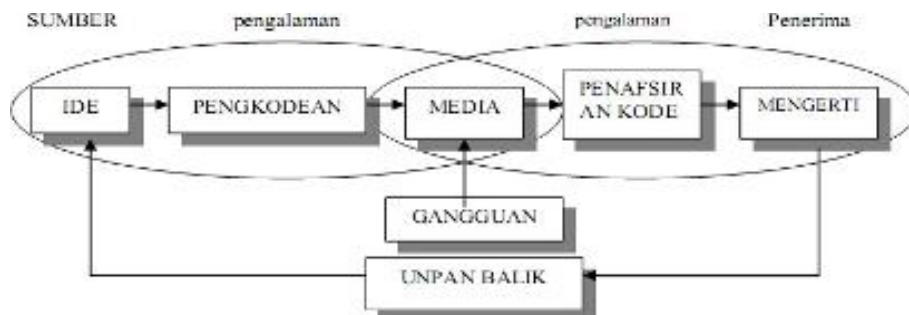 SUMBER pengalaman pengalaman Penerima
IDE PENGKODEAN MEDIA PENAFSIR
AN KODE MENGERTI
GANGGUAN
UNPAN BALIK